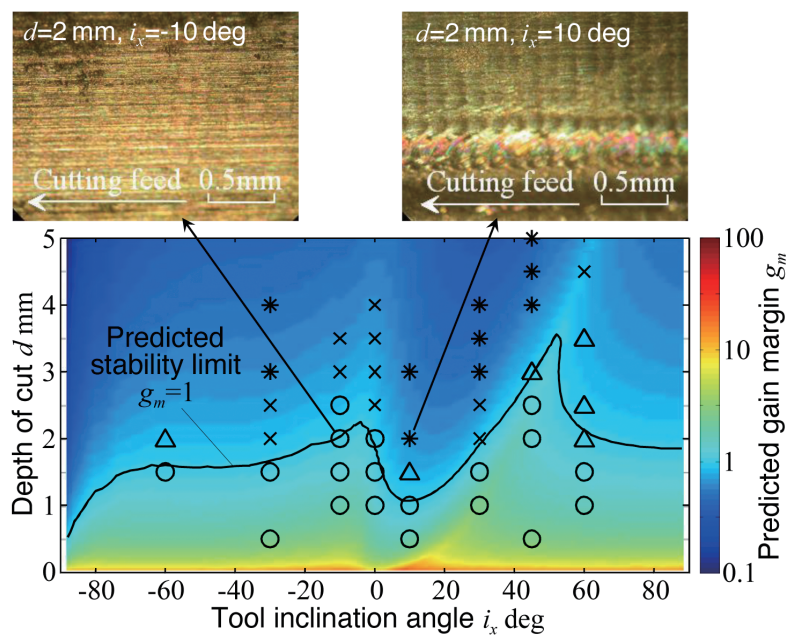 d=2 mm, iₓ=-10 deg
Cutting feed 0.5mm
d=2 mm, iₓ=10 deg
Cutting feed 0.5mm
5
4
3
2
1
0
Depth of cut d mm
Predicted
stability limit
gₘ=1
-80 -60 -40 -20 0 20 40 60 80
Tool inclination angle iₓ deg
100
10
1
0.1
Predicted gain margin gₘ